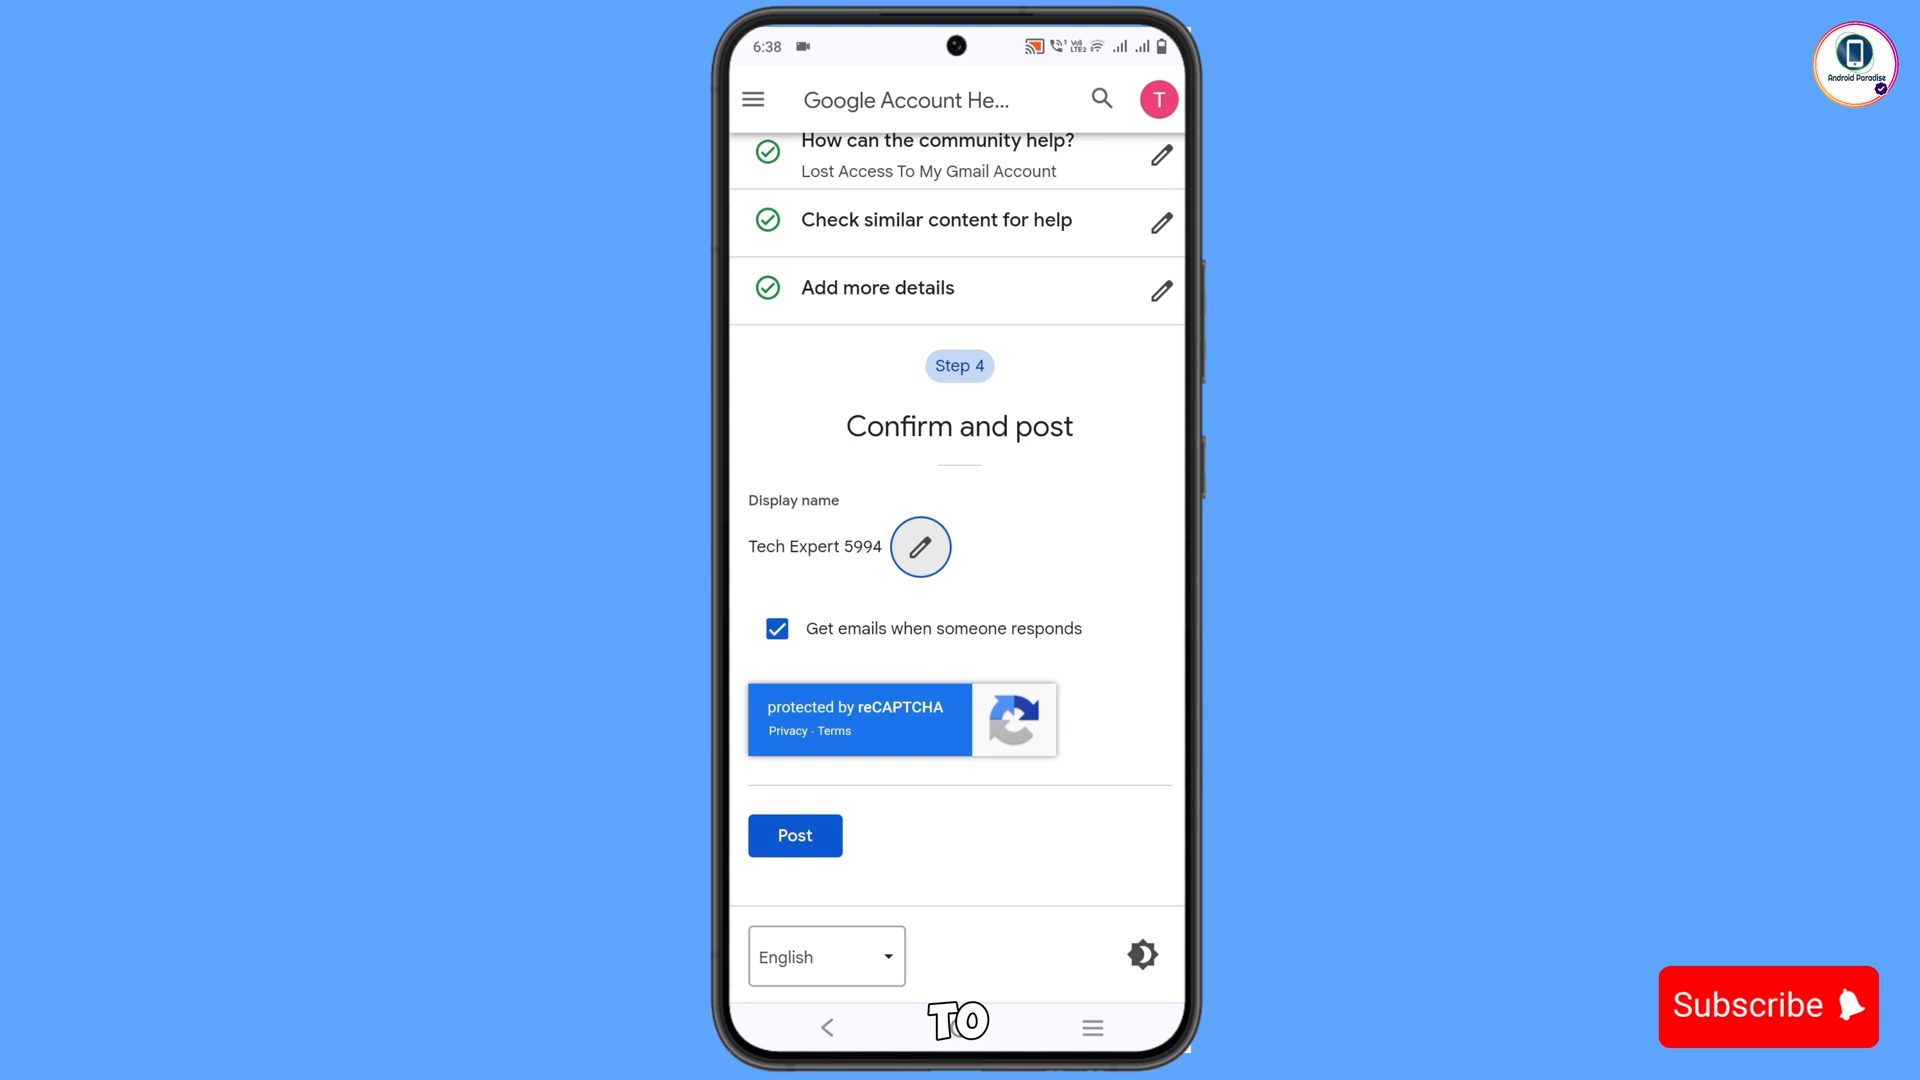 6:38
Google Account He...
T
How can the community help?
Lost Access To My Gmail Account
Check similar content for help
Add more details
Step 4
Confirm and post
Display name
Tech Expert 5994
Get emails when someone responds
protected by reCAPTCHA
Privacy - Terms
Post
English
TO
Android Paradise
Subscribe